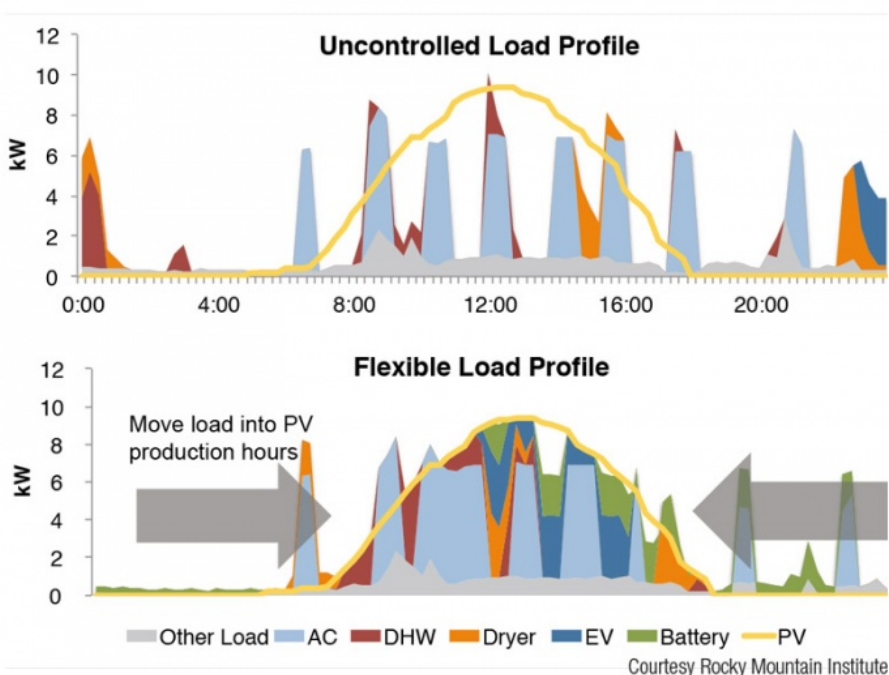 Uncontrolled Load Profile
12
10
8
6
4
2
0
kW
0:00 4:00 8:00 12:00 16:00 20:00
Flexible Load Profile
12
10
8
6
4
2
0
kW
Move load into PV
production hours
Other Load AC DHW Dryer EV Battery PV
Courtesy Rocky Mountain Institute